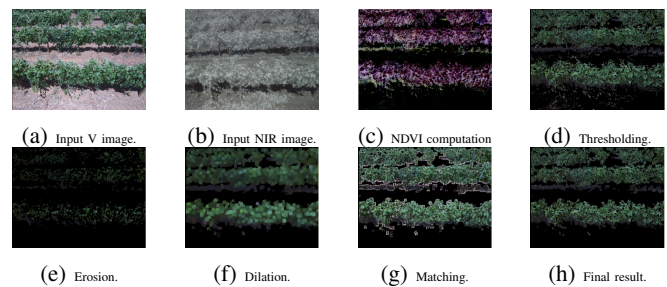 (a) Input V image. (b) Input NIR image. (c) NDVI computation (d) Thresholding.
(e) Erosion. (f) Dilation. (g) Matching. (h) Final result.